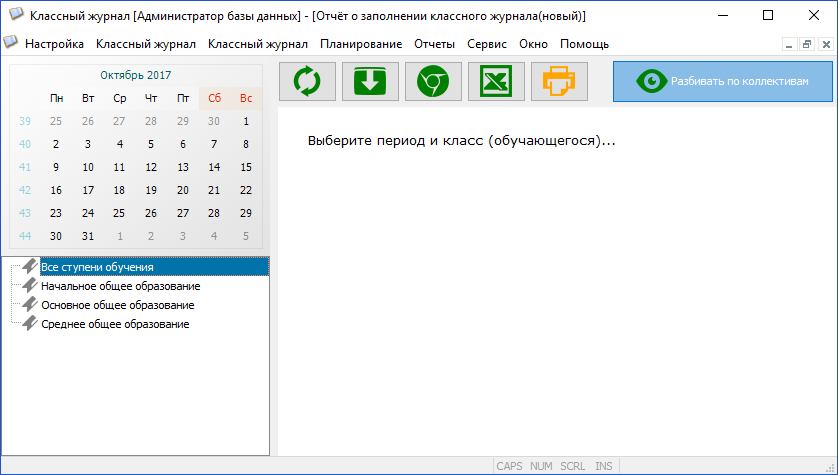 Классный журнал [Администратор базы данных] - [Отчёт о заполнении классного журнала(новый)]
Настройка Классный журнал Классный журнал Планирование Отчеты Сервис Окно Помощь
Октябрь 2017
Пн Вт Ср Чт Пт Сб Вс
39 25 26 27 28 29 30 1
40 2 3 4 5 6 7 8
41 9 10 11 12 13 14 15
42 16 17 18 19 20 21 22
43 23 24 25 26 27 28 29
44 30 31 1 2 3 4 5
Все ступени обучения
Начальное общее образование
Основное общее образование
Среднее общее образование
Разбивать по коллективам
Выберите период и класс (обучающегося)...
CAPS NUM SCRL INS